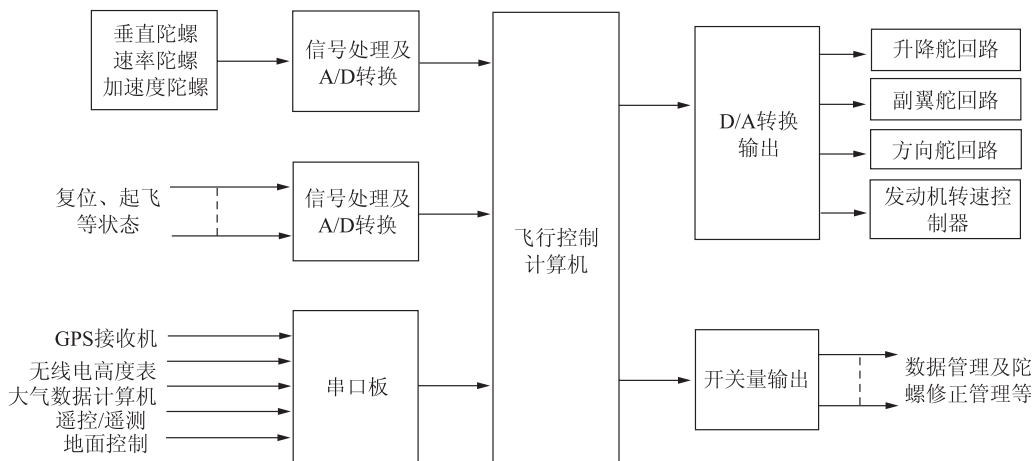 垂直陀螺
速率陀螺
加速度陀螺
信号处理及
A/D转换
复位、起飞
等状态
信号处理及
A/D转换
GPS接收机
无线电高度表
大气数据计算机
遥控/遥测
地面控制
串口板
飞行控制
计算机
D/A转换
输出
升降舵回路
副翼舵回路
方向舵回路
发动机转速控
制器
开关量输出
数据管理及陀
螺修正管理等